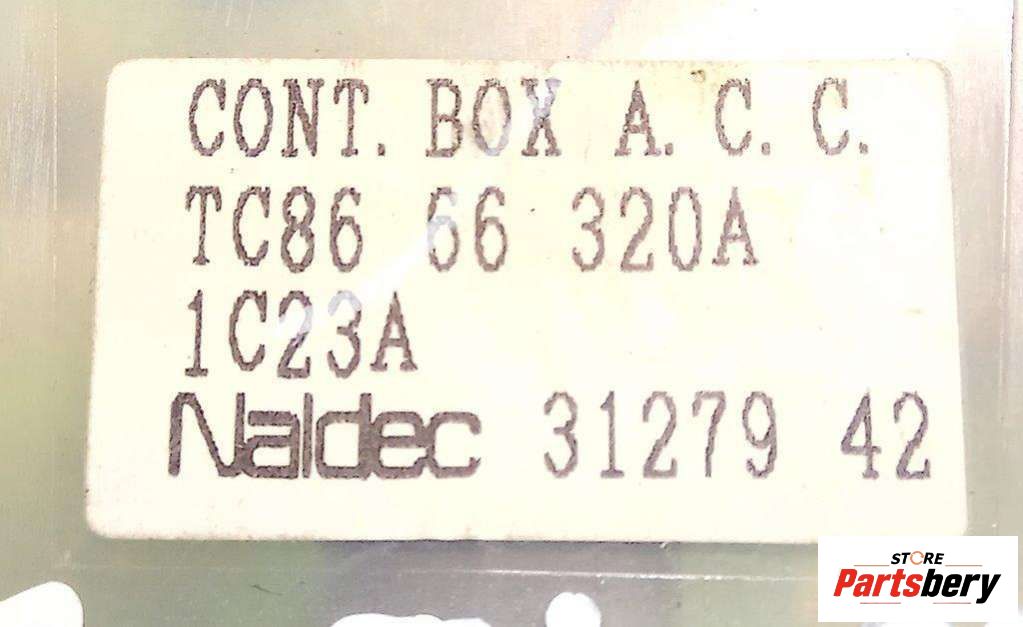 CONT. BOX A. C. C.
TC86 66 320A
1C23A
Naldec 31279 42
STORE
Partsbery